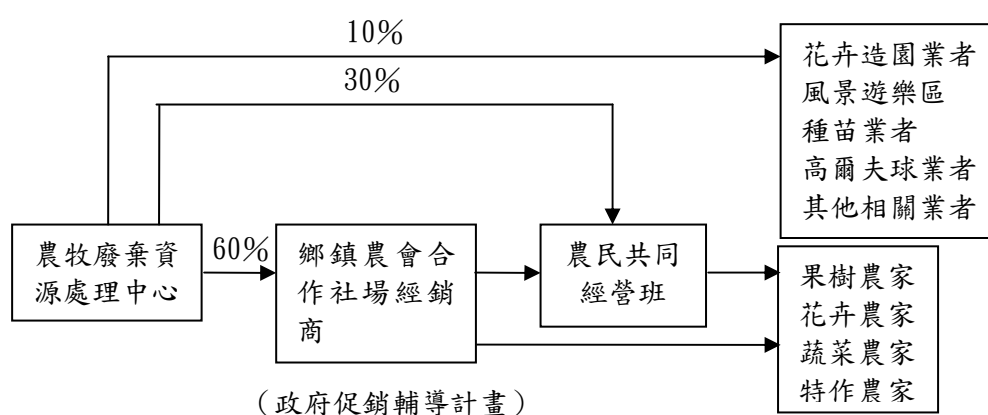 10%
30%
花卉造園業者
風景遊樂區
種苗業者
高爾夫球業者
其他相關業者
農牧廢棄資
源處理中心
60%
鄉鎮農會合
作社場經銷
商
農民共同
經營班
果樹農家
花卉農家
蔬菜農家
特作農家
（政府促銷輔導計畫）